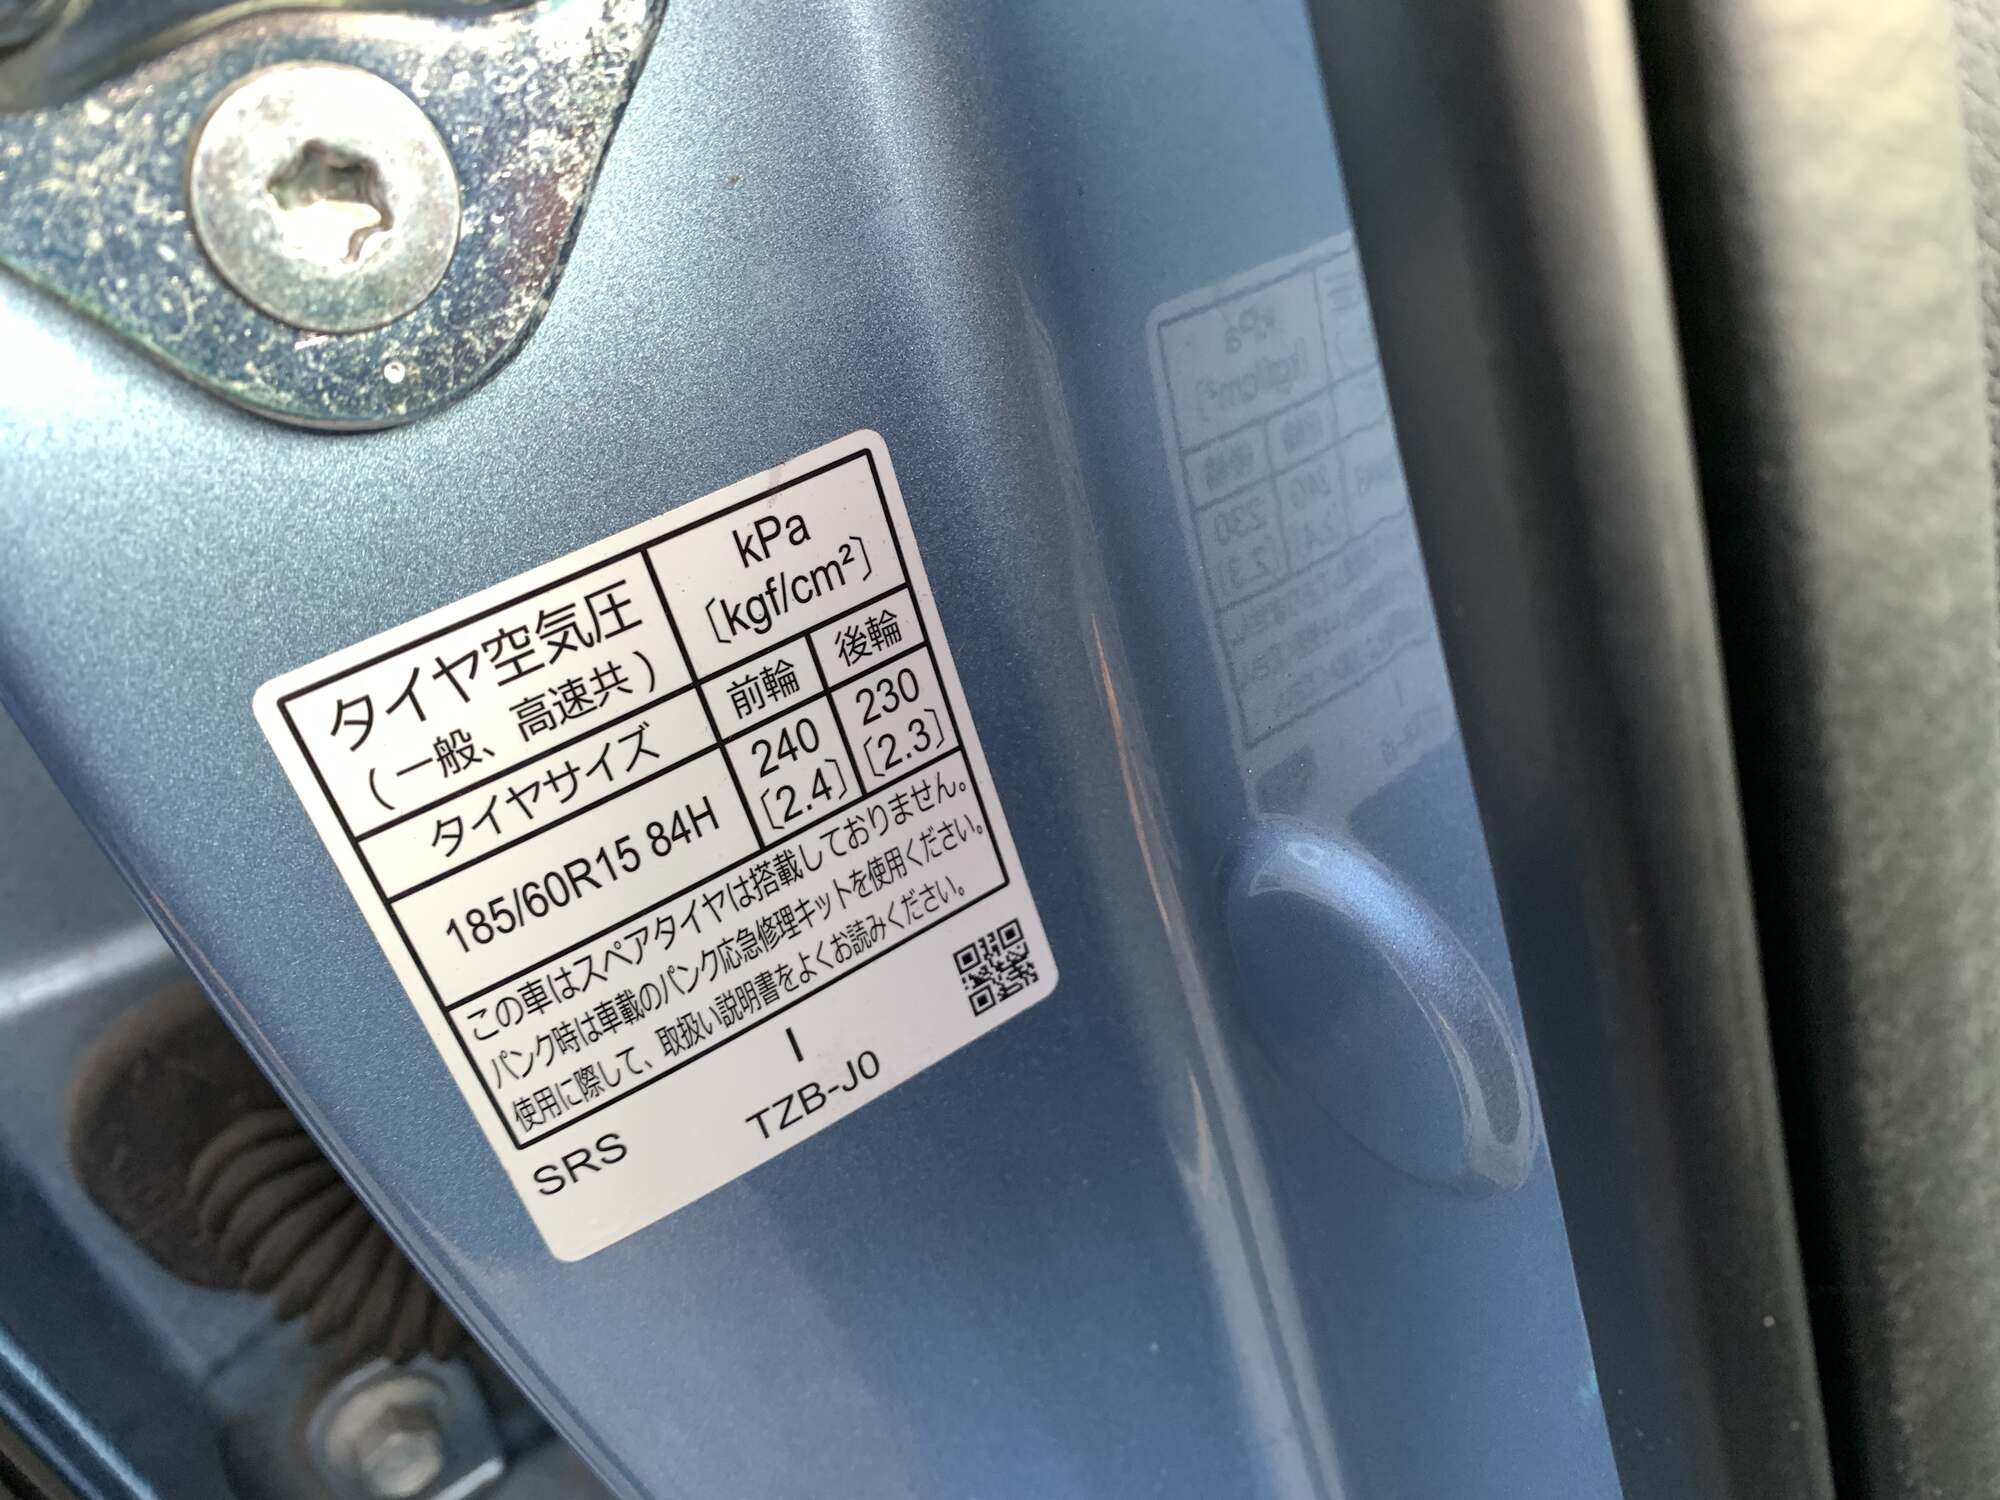 タイヤ空気圧
(一般、高速共)
kPa
〔kgf/cm²〕
タイヤサイズ
前輪
後輪
185/60R15 84H
240
〔2.4〕
230
〔2.3〕
この車はスペアタイヤは搭載しておりません。
パンク時は車載のパンク応急修理キットを使用ください。
使用に際して、取扱い説明書をよくお読みください。
I
SRS
TZB-J0